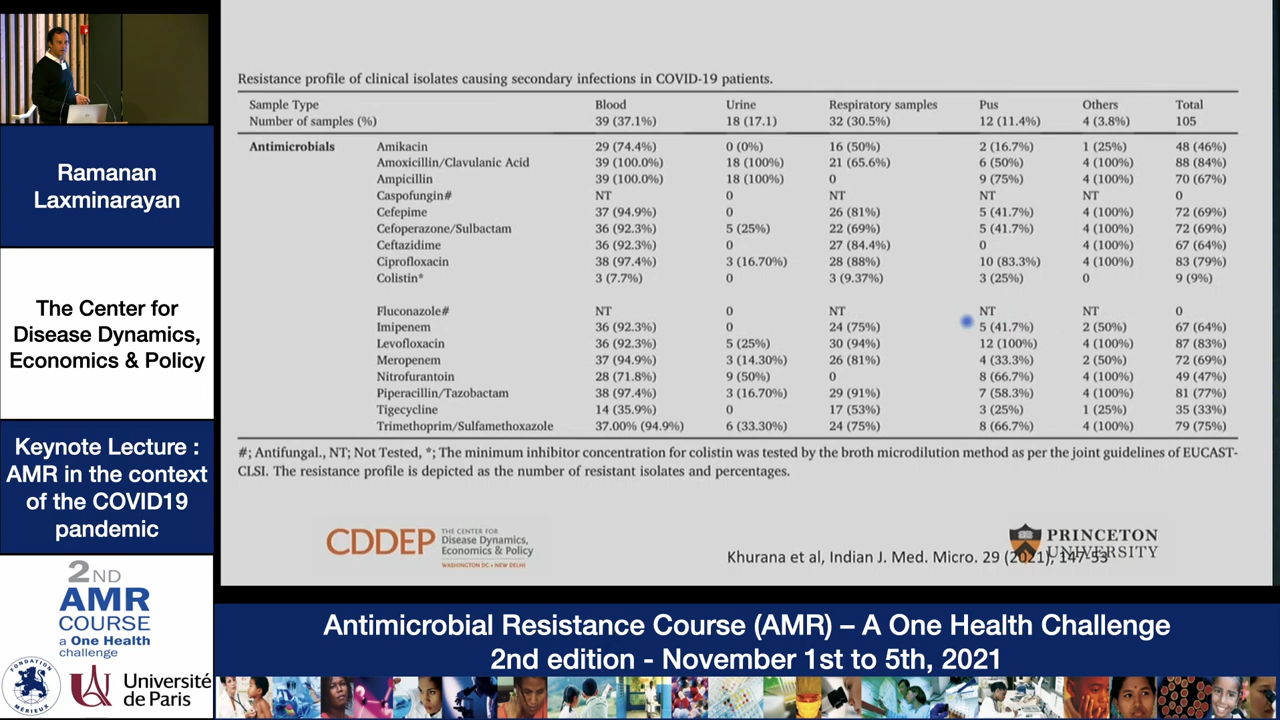 Ramanan
Laxminarayan
The Center for
Disease Dynamics,
Economics & Policy
Keynote Lecture :
AMR in the context
of the COVID19
pandemic
2ND
AMR
COURSE
a One Health
challenge
FONDATION
MÉRIEUX
Université
de Paris
Resistance profile of clinical isolates causing secondary infections in COVID-19 patients.
Sample Type Blood Urine Respiratory samples Pus Others Total
Number of samples (%) 39 (37.1%) 18 (17.1) 32 (30.5%) 12 (11.4%) 4 (3.8%) 105
Antimicrobials Amikacin 29 (74.4%) 0 (0%) 16 (50%) 2 (16.7%) 1 (25%) 48 (46%)
Amoxicillin/Clavulanic Acid 39 (100.0%) 18 (100%) 21 (65.6%) 6 (50%) 4 (100%) 88 (84%)
Ampicillin 39 (100.0%) 18 (100%) 0 9 (75%) 4 (100%) 70 (67%)
Caspofungin# NT NT NT NT NT 0
Cefepime 37 (94.9%) 0 26 (81%) 5 (41.7%) 4 (100%) 72 (69%)
Cefoperazone/Sulbactam 36 (92.3%) 5 (25%) 22 (69%) 5 (41.7%) 4 (100%) 72 (69%)
Ceftazidime 36 (92.3%) 0 27 (84.4%) 0 4 (100%) 67 (64%)
Ciprofloxacin 38 (97.4%) 3 (16.70%) 28 (88%) 10 (83.3%) 4 (100%) 83 (79%)
Colistin* 3 (7.7%) 0 3 (9.37%) 3 (25%) 0 9 (9%)
Fluconazole# NT 0 NT NT NT 0
Imipenem 36 (92.3%) 0 24 (75%) 5 (41.7%) 2 (50%) 67 (64%)
Levofloxacin 36 (92.3%) 5 (25%) 30 (94%) 12 (100%) 4 (100%) 87 (83%)
Meropenem 37 (94.9%) 3 (14.30%) 26 (81%) 4 (33.3%) 2 (50%) 72 (69%)
Nitrofurantoin 28 (71.8%) 9 (50%) 0 8 (66.7%) 4 (100%) 49 (47%)
Piperacillin/Tazobactam 38 (97.4%) 3 (16.70%) 29 (91%) 7 (58.3%) 4 (100%) 81 (77%)
Tigecycline 14 (35.9%) 0 17 (53%) 3 (25%) 1 (25%) 35 (33%)
Trimethoprim/Sulfamethoxazole 37.00% (94.9%) 6 (33.30%) 24 (75%) 8 (66.7%) 4 (100%) 79 (75%)
#; Antifungal., NT; Not Tested, *; The minimum inhibitor concentration for colistin was tested by the broth microdilution method as per the joint guidelines of EUCAST-
CLSI. The resistance profile is depicted as the number of resistant isolates and percentages.
CDDEP
THE CENTER FOR
Disease Dynamics,
Economics & Policy
WASHINGTON DC • NEW DELHI
PRINCETON
UNIVERSITY
Khurana et al, Indian J. Med. Micro. 29 (2021), 147-53
Antimicrobial Resistance Course (AMR) – A One Health Challenge
2nd edition - November 1st to 5th, 2021